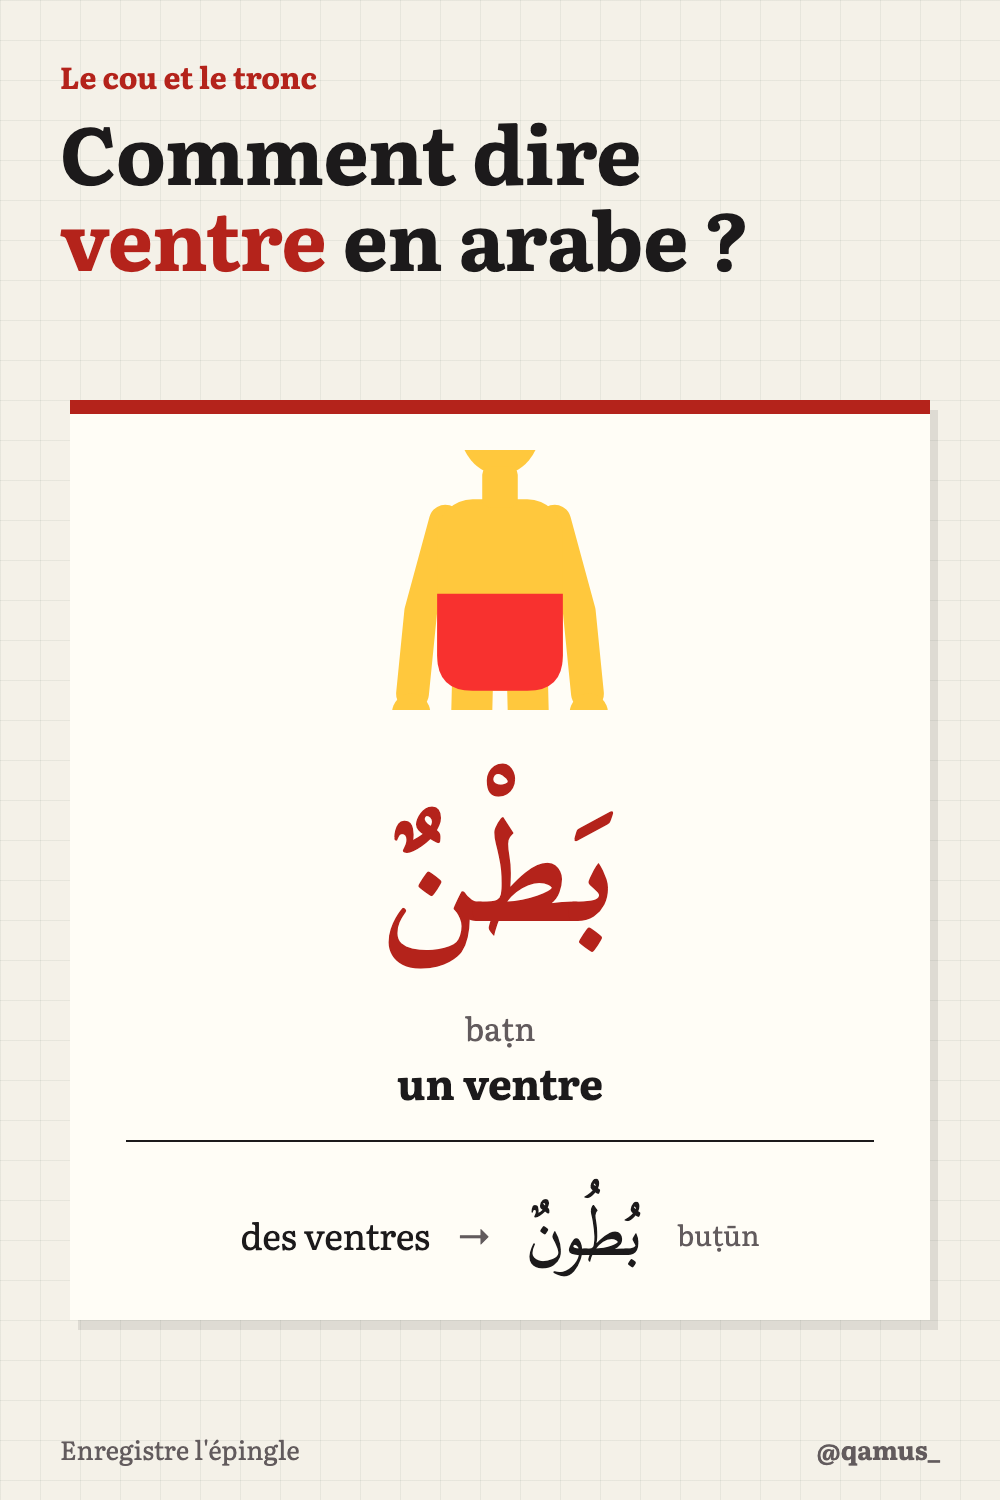 Le cou et le tronc
Comment dire
ventre en arabe ?
بَطْنٌ
baṭn
un ventre
des ventres → بُطُونٌ buṭūn
Enregistre l'épingle
@qamus_